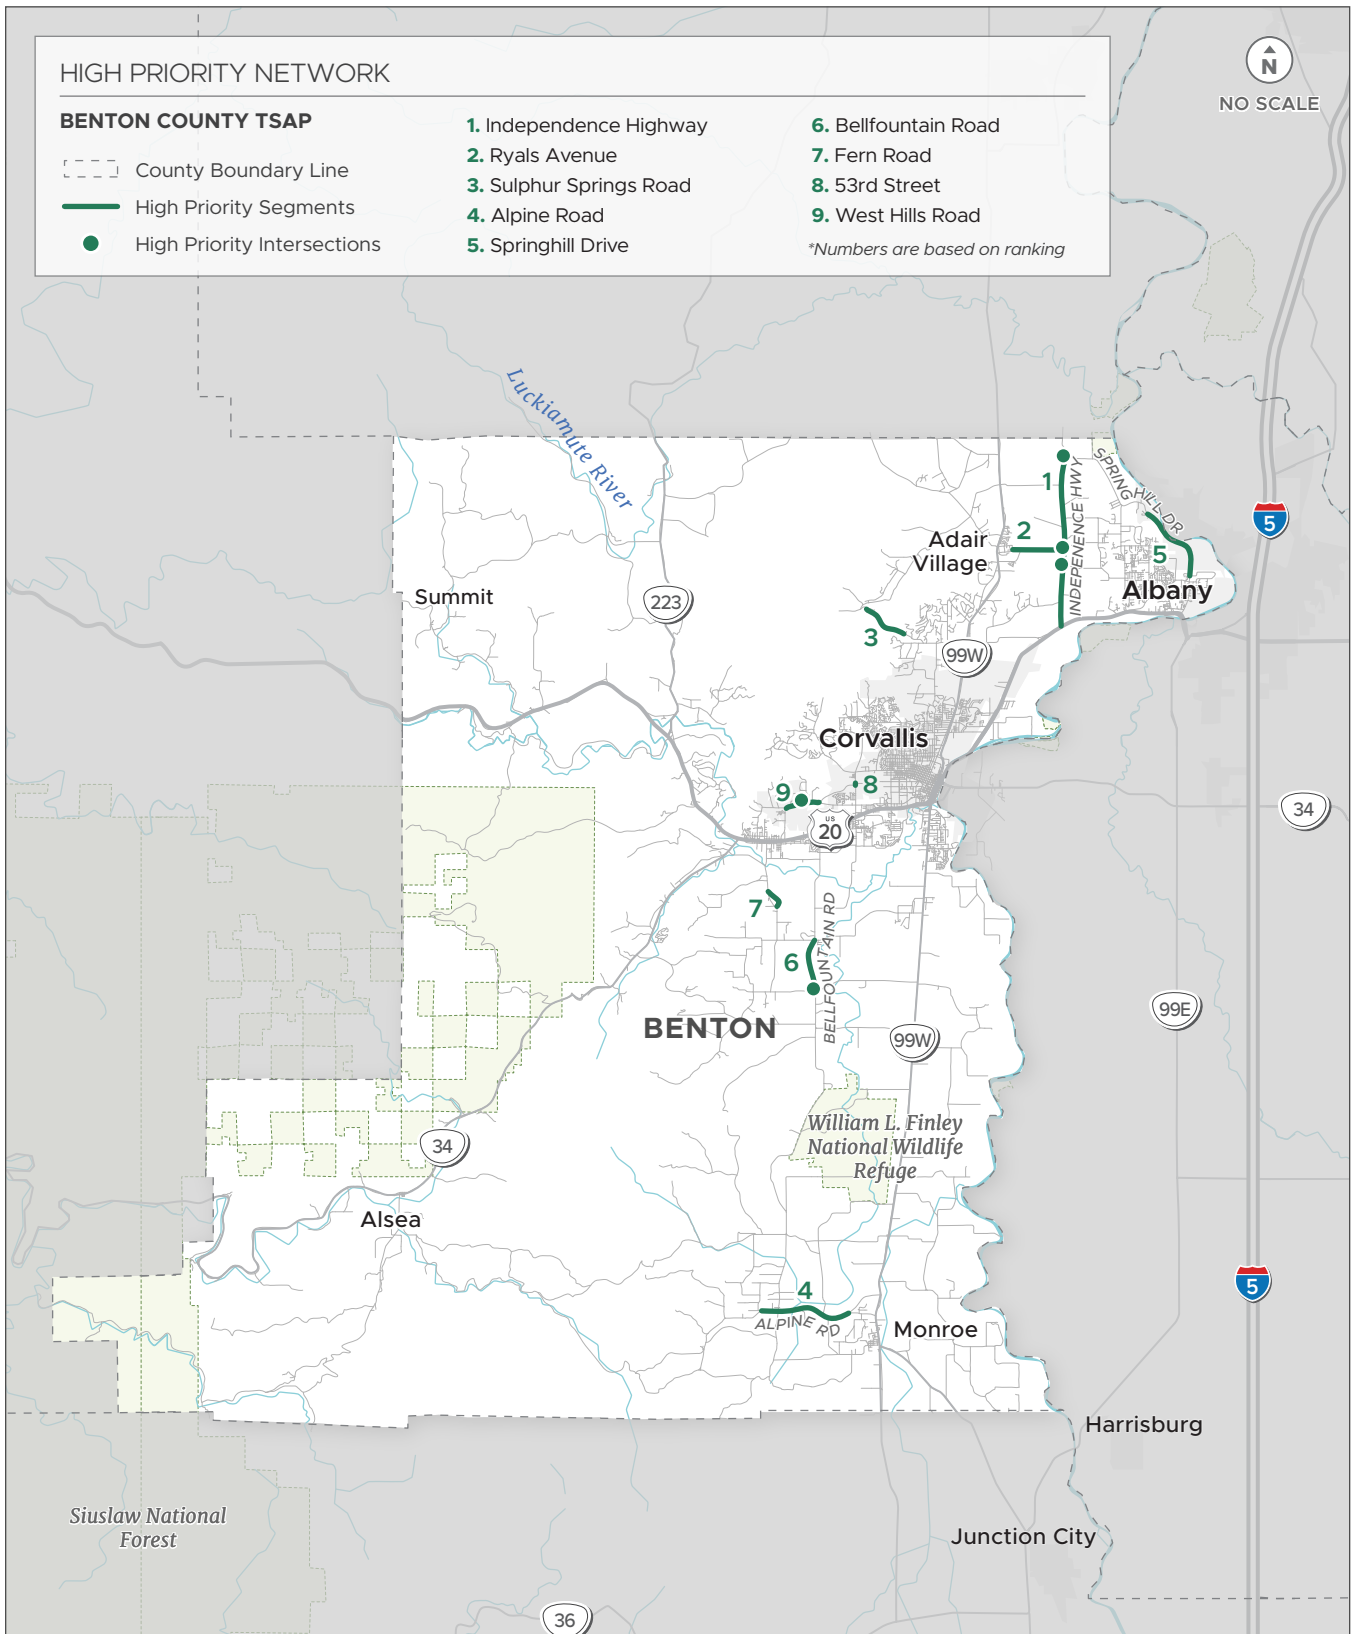 HIGH PRIORITY NETWORK
BENTON COUNTY TSAP
County Boundary Line
High Priority Segments
High Priority Intersections
1. Independence Highway
2. Ryals Avenue
3. Sulphur Springs Road
4. Alpine Road
5. Springhill Drive
6. Bellfountain Road
7. Fern Road
8. 53rd Street
9. West Hills Road
*Numbers are based on ranking
N
NO SCALE
Luckiamute River
SPRING HILL DR
1
INDEPENENCE HWY
5
2
Adair
Village
5
Albany
Summit
223
3
99W
Corvallis
9
8
34
US
20
7
BELLFOUNTAIN RD
6
99E
BENTON
99W
William L. Finley
National Wildlife
Refuge
34
Alsea
4
5
ALPINE RD
Monroe
Harrisburg
Siuslaw National
Forest
Junction City
36